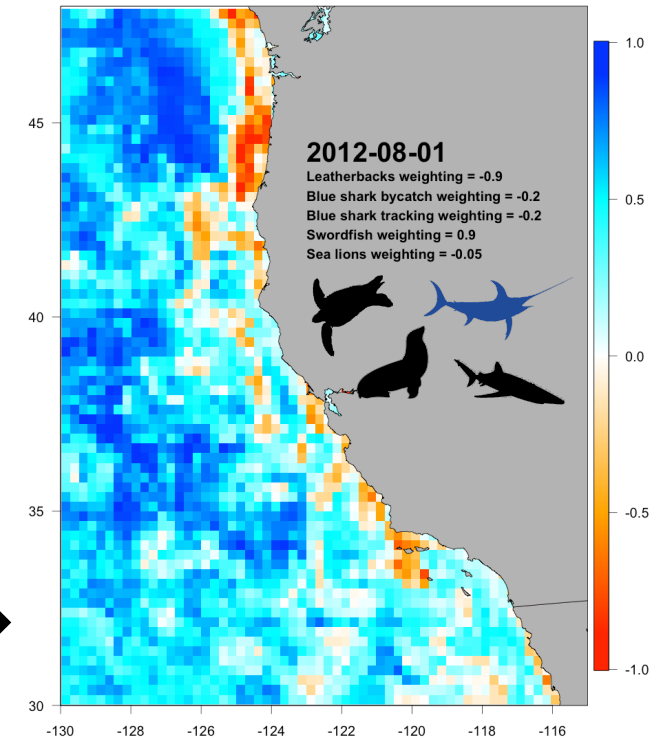 2012-08-01
Leatherbacks weighting = -0.9
Blue shark bycatch weighting = -0.2
Blue shark tracking weighting = -0.2
Swordfish weighting = 0.9
Sea lions weighting = -0.05
45
40
35
30
-130 -128 -126 -124 -122 -120 -118 -116
1.0
0.5
0.0
-0.5
-1.0